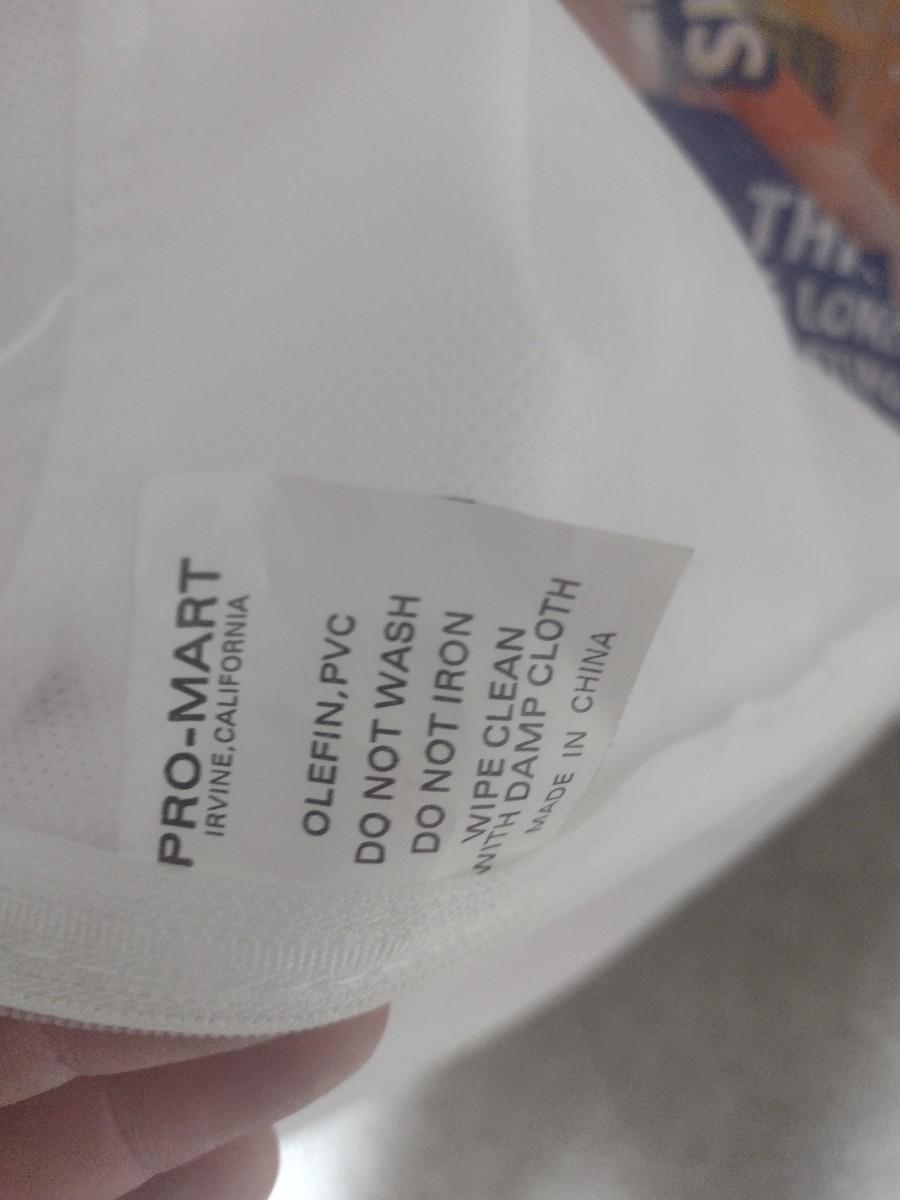 PRO-MART
IRVINE,CALIFORNIA
OLEFIN,PVC
DO NOT WASH
DO NOT IRON
WIPE CLEAN
WITH DAMP CLOTH
MADE IN CHINA